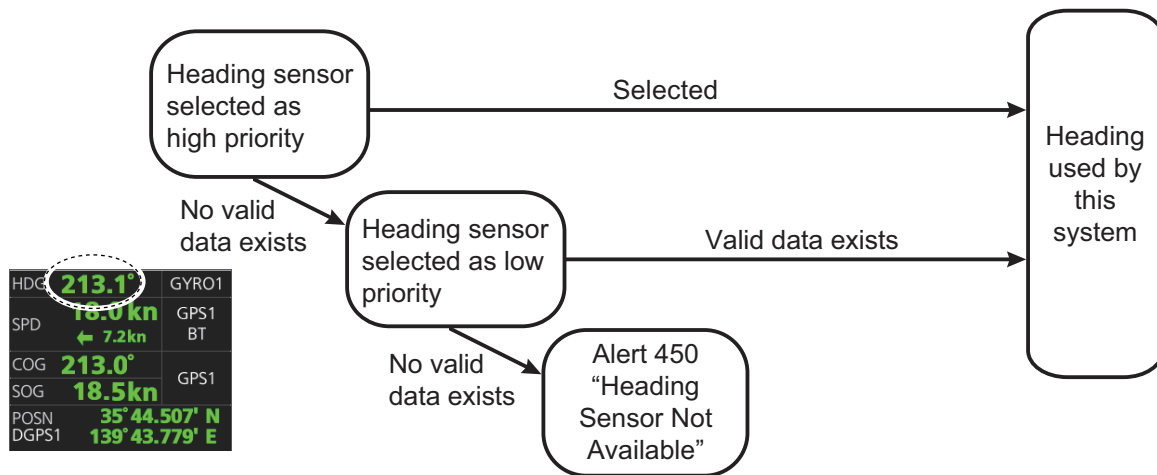 Heading sensor
selected as
high priority
Selected
Heading
used by
this
system
No valid
data exists
Heading sensor
selected as low
priority
Valid data exists
No valid
data exists
Alert 450
“Heading
Sensor Not
Available”
HDG 213.1° GYRO1
SPD 18.0 kn GPS1
7.2kn BT
COG 213.0°
GPS1
SOG 18.5kn
POSN 35°44.507' N
DGPS1 139°43.779' E